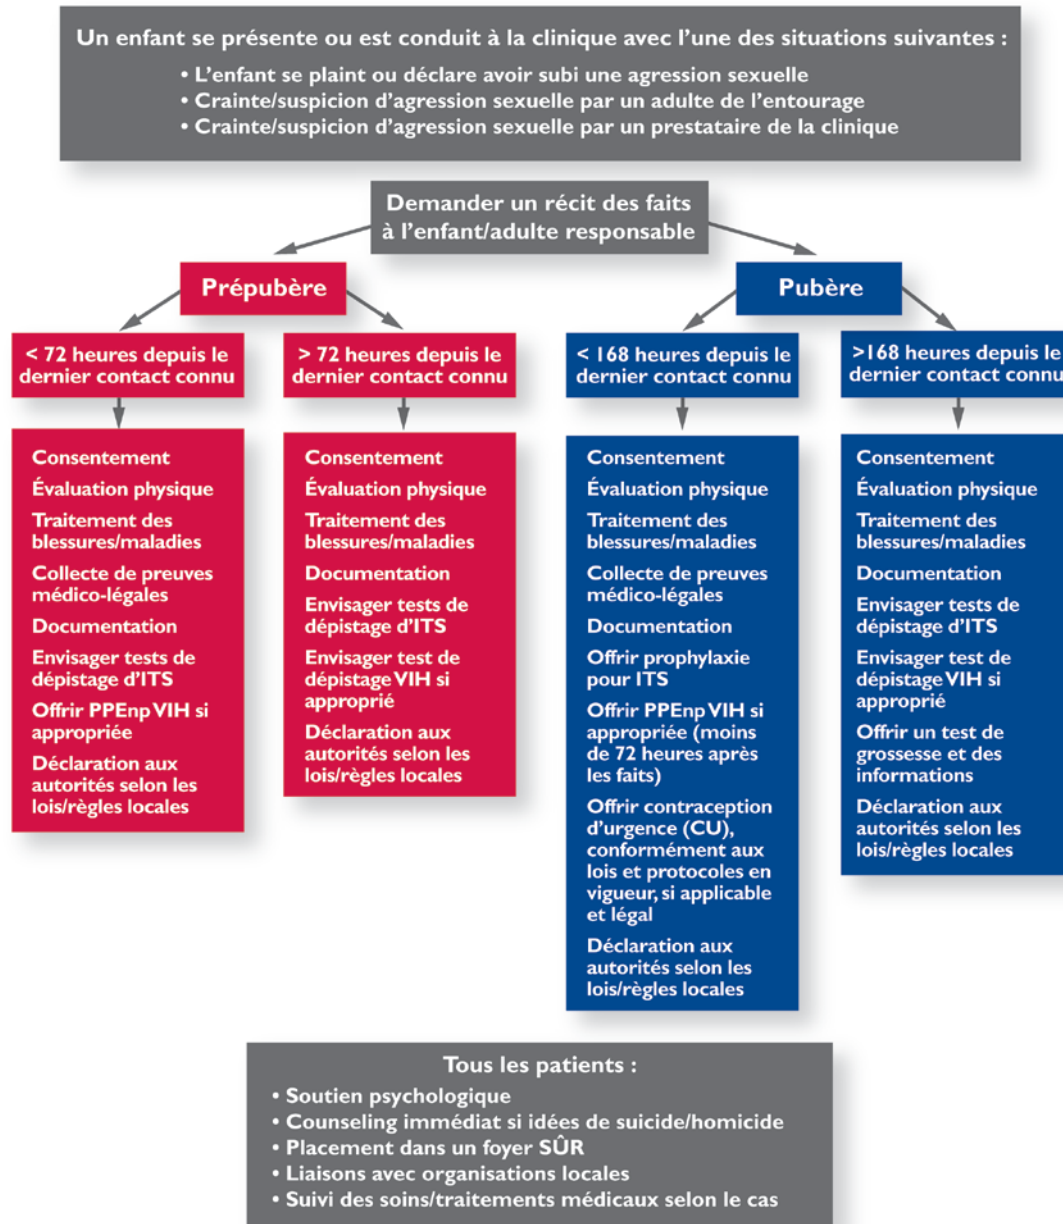 Un enfant se présente ou est conduit à la clinique avec l’une des situations suivantes :
• L’enfant se plaint ou déclare avoir subi une agression sexuelle
• Crainte/suspicion d’agression sexuelle par un adulte de l’entourage
• Crainte/suspicion d’agression sexuelle par un prestataire de la clinique
Demander un récit des faits
à l’enfant/adulte responsable
Prépubère
< 72 heures depuis le
dernier contact connu
Consentement
Évaluation physique
Traitement des
blessures/maladies
Collecte de preuves
médico-légales
Documentation
Envisager tests de
dépistage d’ITS
Offrir PPEnp VIH si
appropriée
Déclaration aux
autorités selon les
lois/règles locales
> 72 heures depuis le
dernier contact connu
Consentement
Évaluation physique
Traitement des
blessures/maladies
Documentation
Envisager tests de
dépistage d’ITS
Envisager test de
dépistage VIH si
approprié
Déclaration aux
autorités selon les
lois/règles locales
Pubère
< 168 heures depuis le
dernier contact connu
Consentement
Évaluation physique
Traitement des
blessures/maladies
Collecte de preuves
médico-légales
Documentation
Offrir prophylaxie
pour ITS
Offrir PPEnp VIH si
appropriée (moins
de 72 heures après
les faits)
Offrir contraception
d’urgence (CU),
conformément aux
lois et protocoles en
vigueur, si applicable
et légal
Déclaration aux
autorités selon les
lois/règles locales
>168 heures depuis le
dernier contact connu
Consentement
Évaluation physique
Traitement des
blessures/maladies
Documentation
Envisager tests de
dépistage d’ITS
Envisager test de
dépistage VIH si
approprié
Offrir un test de
grossesse et des
informations
Déclaration aux
autorités selon les
lois/règles locales
Tous les patients :
• Soutien psychologique
• Counseling immédiat si idées de suicide/homicide
• Placement dans un foyer SÛR
• Liaisons avec organisations locales
• Suivi des soins/traitements médicaux selon le cas